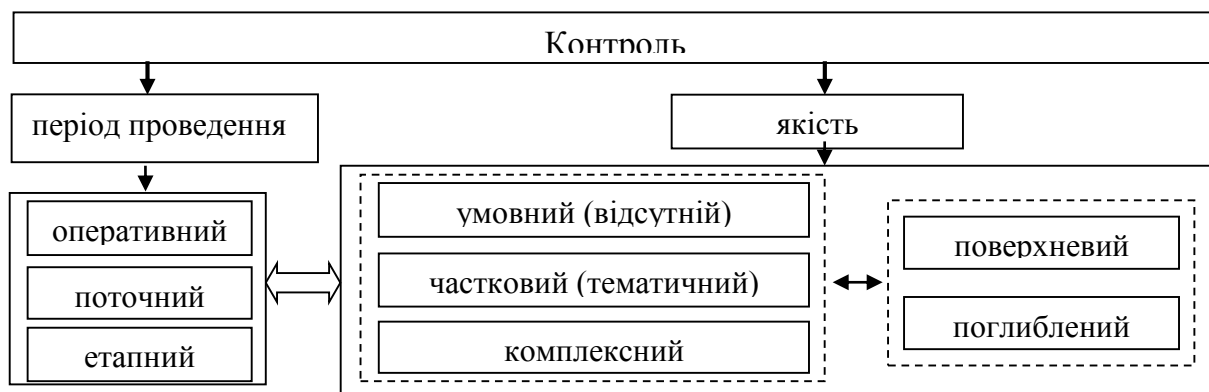 Контроль
період проведення
якість
оперативний
поточний
етапний
умовний (відсутній)
частковий (тематичний)
комплексний
поверхневий
поглиблений